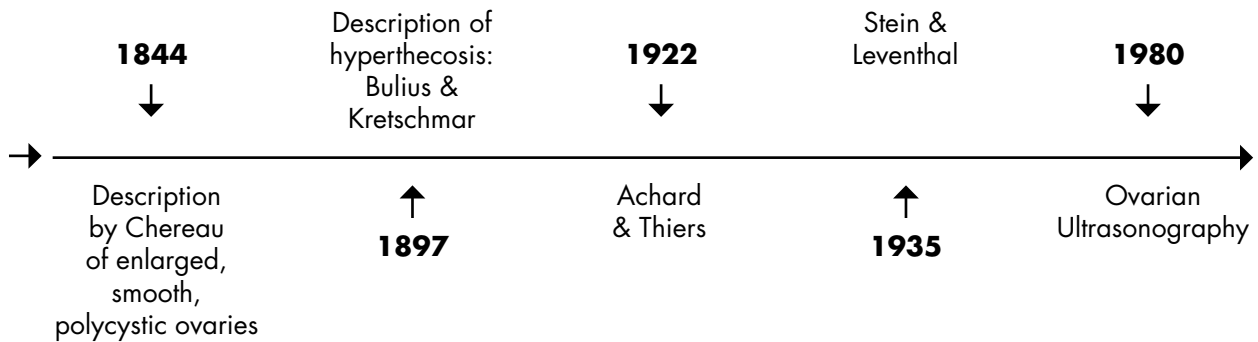 1844
Description
by Chereau
of enlarged,
smooth,
polycystic ovaries
Description of
hyperthecosis:
Bulius &
Kretschmar
1897
1922
Achard
& Thiers
Stein &
Leventhal
1935
1980
Ovarian
Ultrasonography